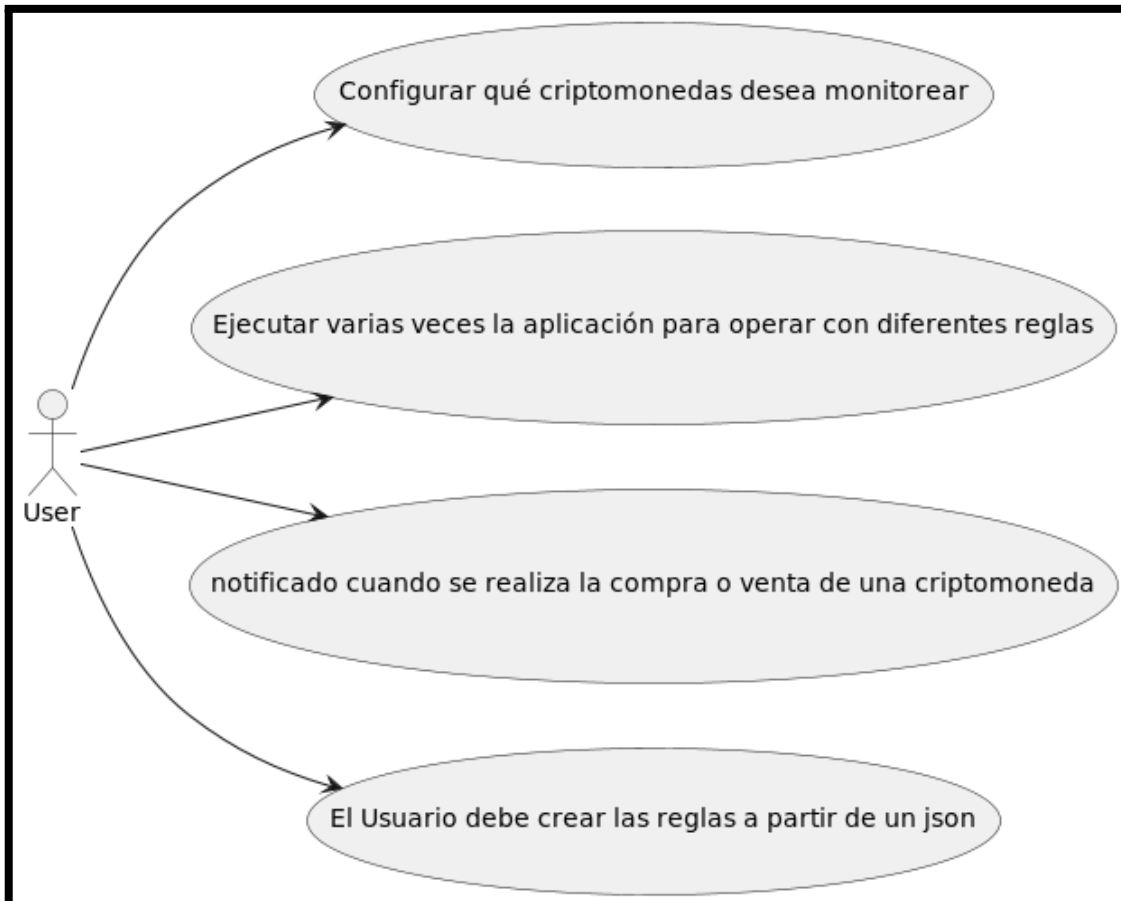 Configurar qué criptomonedas desea monitorear
Ejecutar varias veces la aplicación para operar con diferentes reglas
User
notificado cuando se realiza la compra o venta de una criptomoneda
El Usuario debe crear las reglas a partir de un json